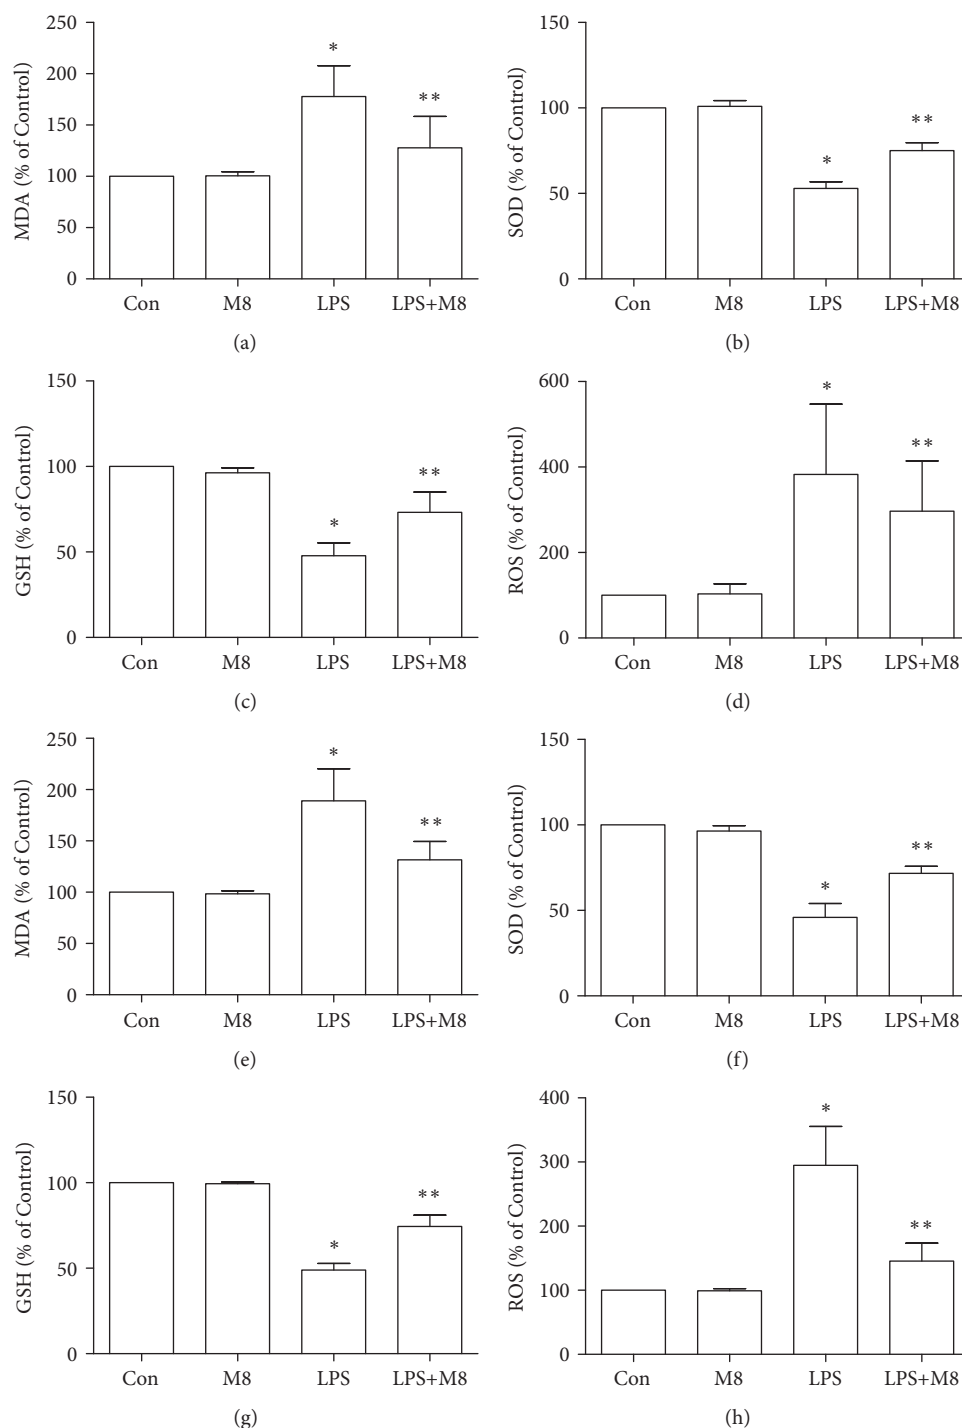 MDA (% of Control)
250
200
150
100
50
0
*
**
Con M8 LPS LPS+M8
(a)
SOD (% of Control)
150
100
50
0
*
**
Con M8 LPS LPS+M8
(b)
GSH (% of Control)
150
100
50
0
*
**
Con M8 LPS LPS+M8
(c)
ROS (% of Control)
600
400
200
0
*
**
Con M8 LPS LPS+M8
(d)
MDA (% of Control)
250
200
150
100
50
0
*
**
Con M8 LPS LPS+M8
(e)
SOD (% of Control)
150
100
50
0
*
**
Con M8 LPS LPS+M8
(f)
GSH (% of Control)
150
100
50
0
*
**
Con M8 LPS LPS+M8
(g)
ROS (% of Control)
400
300
200
100
0
*
**
Con M8 LPS LPS+M8
(h)